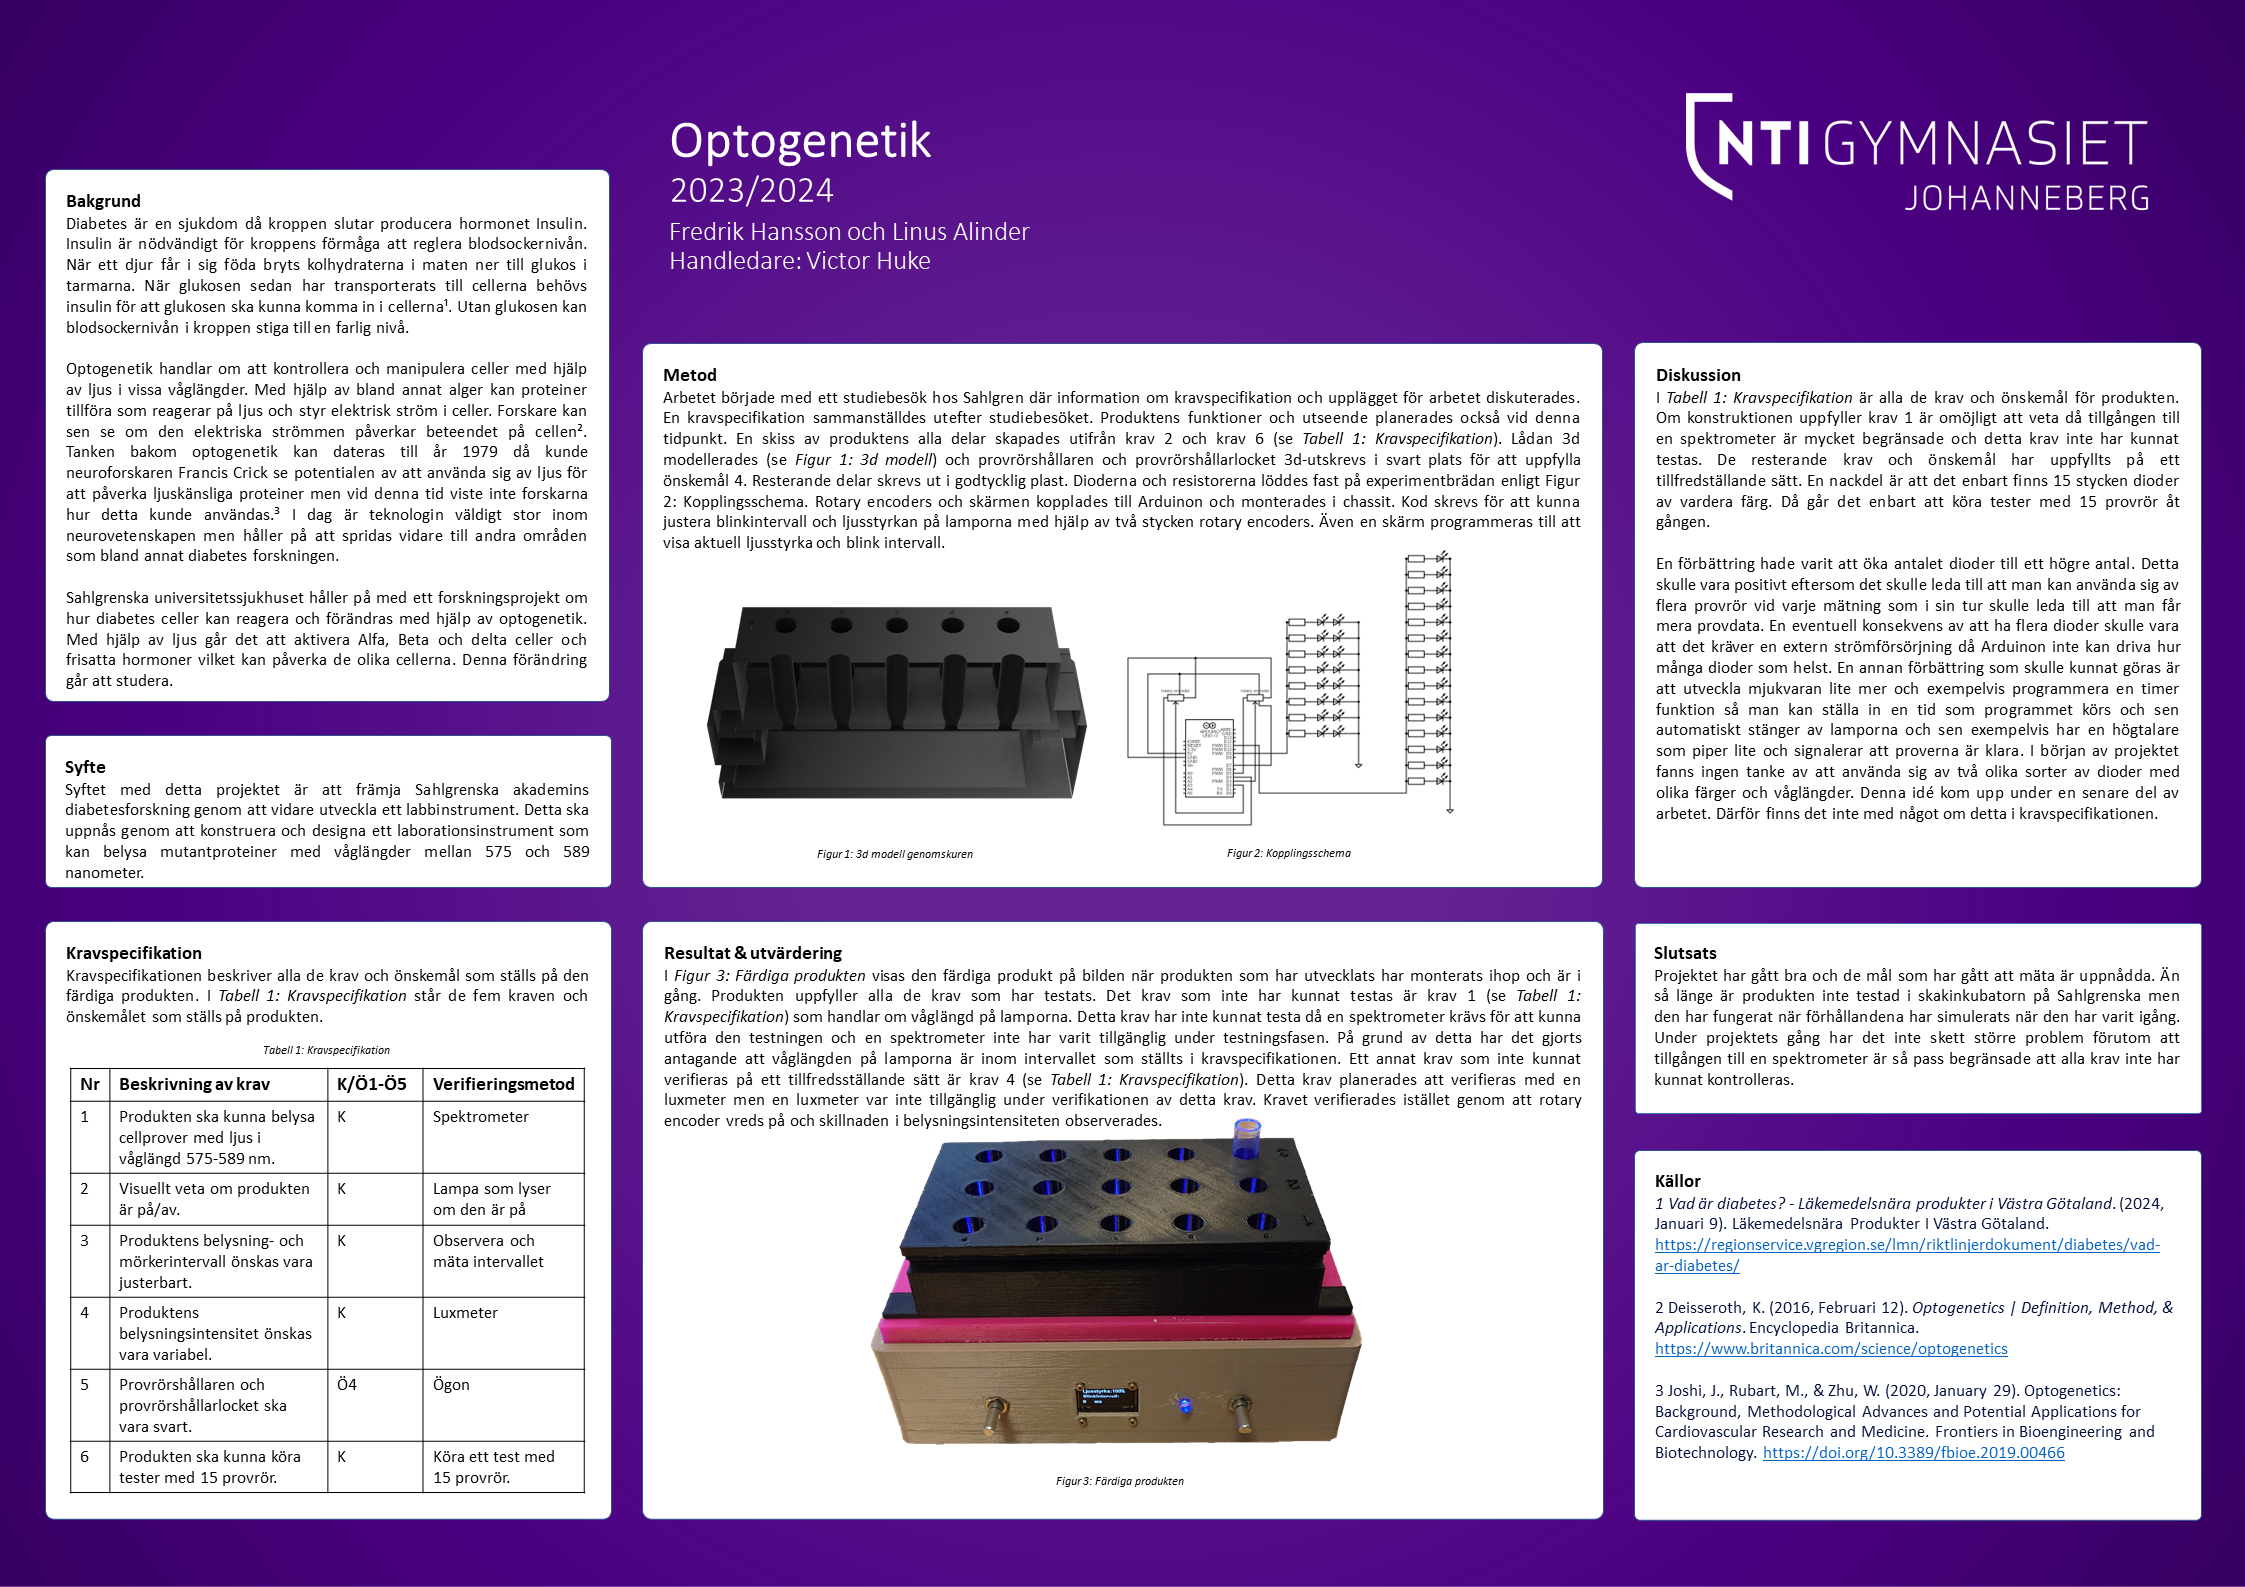 Optogenetik
2023/2024
Fredrik Hansson och Linus Alinder
Handledare: Victor Huke
NTI GYMNASIET
JOHANNEBERG
Bakgrund
Diabetes är en sjukdom då kroppen slutar producera hormonet Insulin.
Insulin är nödvändigt för kroppens förmåga att reglera blodsockernivån.
När ett djur får i sig föda bryts kolhydraterna i maten ner till glukos i
tarmarna. När glukosen sedan har transporterats till cellerna behövs
insulin för att glukosen ska kunna komma in i cellerna¹. Utan glukosen kan
blodsockernivån i kroppen stiga till en farlig nivå.
Optogenetik handlar om att kontrollera och manipulera celler med hjälp
av ljus i vissa våglängder. Med hjälp av bland annat alger kan proteiner
tillföra som reagerar på ljus och styr elektrisk ström i celler. Forskare kan
sen se om den elektriska strömmen påverkar beteendet på cellen².
Tanken bakom optogenetik kan dateras till år 1979 då kunde
neuroforskaren Francis Crick se potentialen av att använda sig av ljus för
att påverka ljuskänsliga proteiner men vid denna tid viste inte forskarna
hur detta kunde användas.³ I dag är teknologin väldigt stor inom
neurovetenskapen men håller på att spridas vidare till andra områden
som bland annat diabetes forskningen.
Sahlgrenska universitetssjukhuset håller på med ett forskningsprojekt om
hur diabetes celler kan reagera och förändras med hjälp av optogenetik.
Med hjälp av ljus går det att aktivera Alfa, Beta och delta celler och
frisatta hormoner vilket kan påverka de olika cellerna. Denna förändring
går att studera.
Syfte
Syftet med detta projektet är att främja Sahlgrenska akademins
diabetesforskning genom att vidare utveckla ett labbinstrument. Detta ska
uppnås genom att konstruera och designa ett laborationsinstrument som
kan belysa mutantproteiner med våglängder mellan 575 och 589
nanometer.
Kravspecifikation
Kravspecifikationen beskriver alla de krav och önskemål som ställs på den
färdiga produkten. I Tabell 1: Kravspecifikation står de fem kraven och
önskemålet som ställs på produkten.
Tabell 1: Kravspecifikation
Nr Beskrivning av krav K/Ö1-Ö5 Verifieringsmetod
1 Produkten ska kunna belysa K Spektrometer
cellprover med ljus i
våglängd 575-589 nm.
2 Visuellt veta om produkten K Lampa som lyser
är på/av. om den är på
3 Produktens belysning- och K Observera och
mörkerintervall önskas vara mäta intervallet
justerbart.
4 Produktens K Luxmeter
belysningsintensitet önskas
vara variabel.
5 Provrörshållaren och Ö4 Ögon
provrörshållarlocket ska
vara svart.
6 Produkten ska kunna köra K Köra ett test med
tester med 15 provrör. 15 provrör.
Metod
Arbetet började med ett studiebesök hos Sahlgren där information om kravspecifikation och upplägget för arbetet diskuterades.
En kravspecifikation sammanställdes utefter studiebesöket. Produktens funktioner och utseende planerades också vid denna
tidpunkt. En skiss av produktens alla delar skapades utifrån krav 2 och krav 6 (se Tabell 1: Kravspecifikation). Lådan 3d
modellerades (se Figur 1: 3d modell) och provrörshållaren och provrörshållarlocket 3d-utskrevs i svart plats för att uppfylla
önskemål 4. Resterande delar skrevs ut i godtycklig plast. Dioderna och resistorerna löddes fast på experimentbrädan enligt Figur
2: Kopplingsschema. Rotary encoders och skärmen kopplades till Arduinon och monterades i chassit. Kod skrevs för att kunna
justera blinkintervall och ljusstyrkan på lamporna med hjälp av två stycken rotary encoders. Även en skärm programmeras till att
visa aktuell ljusstyrka och blink intervall.
rotary encoder rotary encoder
Figur 1: 3d modell genomskuren
Figur 2: Kopplingsschema
Resultat & utvärdering
I Figur 3: Färdiga produkten visas den färdiga produkt på bilden när produkten som har utvecklats har monterats ihop och är i
gång. Produkten uppfyller alla de krav som har testats. Det krav som inte har kunnat testas är krav 1 (se Tabell 1:
Kravspecifikation) som handlar om våglängd på lamporna. Detta krav har inte kunnat testa då en spektrometer krävs för att kunna
utföra den testningen och en spektrometer inte har varit tillgänglig under testningsfasen. På grund av detta har det gjorts
antagande att våglängden på lamporna är inom intervallet som ställts i kravspecifikationen. Ett annat krav som inte kunnat
verifieras på ett tillfredsställande sätt är krav 4 (se Tabell 1: Kravspecifikation). Detta krav planerades att verifieras med en
luxmeter men en luxmeter var inte tillgänglig under verifikationen av detta krav. Kravet verifierades istället genom att rotary
encoder vreds på och skillnaden i belysningsintensiteten observerades.
Ljusstyrka:100%
Blinkintervall:
0 ms
Figur 3: Färdiga produkten
Diskussion
I Tabell 1: Kravspecifikation är alla de krav och önskemål för produkten.
Om konstruktionen uppfyller krav 1 är omöjligt att veta då tillgången till
en spektrometer är mycket begränsade och detta krav inte har kunnat
testas. De resterande krav och önskemål har uppfyllts på ett
tillfredställande sätt. En nackdel är att det enbart finns 15 stycken dioder
av vardera färg. Då går det enbart att köra tester med 15 provrör åt
gången.
En förbättring hade varit att öka antalet dioder till ett högre antal. Detta
skulle vara positivt eftersom det skulle leda till att man kan använda sig av
flera provrör vid varje mätning som i sin tur skulle leda till att man får
mera provdata. En eventuell konsekvens av att ha flera dioder skulle vara
att det kräver en extern strömförsörjning då Arduinon inte kan driva hur
många dioder som helst. En annan förbättring som skulle kunnat göras är
att utveckla mjukvaran lite mer och exempelvis programmera en timer
funktion så man kan ställa in en tid som programmet körs och sen
automatiskt stänger av lamporna och sen exempelvis har en högtalare
som piper lite och signalerar att proverna är klara. I början av projektet
fanns ingen tanke av att använda sig av två olika sorter av dioder med
olika färger och våglängder. Denna idé kom upp under en senare del av
arbetet. Därför finns det inte med något om detta i kravspecifikationen.
Slutsats
Projektet har gått bra och de mål som har gått att mäta är uppnådda. Än
så länge är produkten inte testad i skakinkubatorn på Sahlgrenska men
den har fungerat när förhållandena har simulerats när den har varit igång.
Under projektets gång har det inte skett större problem förutom att
tillgången till en spektrometer är så pass begränsade att alla krav inte har
kunnat kontrolleras.
Källor
1 Vad är diabetes? - Läkemedelsnära produkter i Västra Götaland. (2024,
Januari 9). Läkemedelsnära Produkter I Västra Götaland.
https://regionservice.vgregion.se/lmn/riktlinjerdokument/diabetes/vad-
ar-diabetes/
2 Deisseroth, K. (2016, Februari 12). Optogenetics | Definition, Method, &
Applications. Encyclopedia Britannica.
https://www.britannica.com/science/optogenetics
3 Joshi, J., Rubart, M., & Zhu, W. (2020, January 29). Optogenetics:
Background, Methodological Advances and Potential Applications for
Cardiovascular Research and Medicine. Frontiers in Bioengineering and
Biotechnology. https://doi.org/10.3389/fbioe.2019.00466